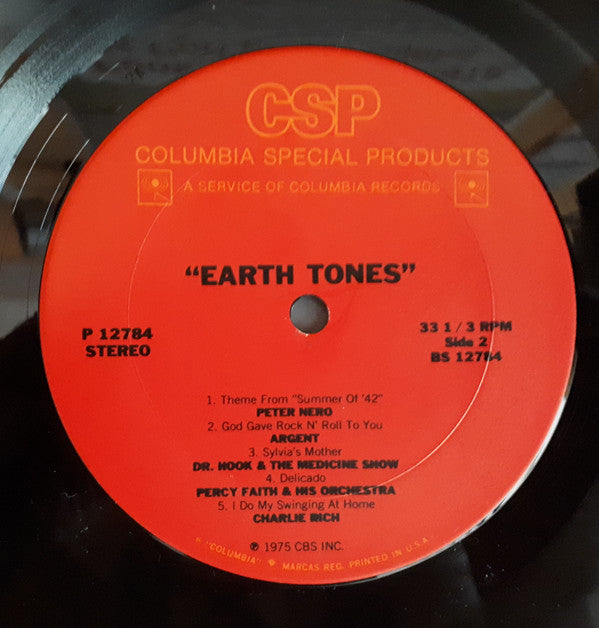 CSP
COLUMBIA SPECIAL PRODUCTS
A SERVICE OF COLUMBIA RECORDS
"EARTH TONES"
P 12784
STEREO
33 1/3 RPM
Side 2
BS 12784
1. Theme From "Summer Of '42"
PETER NERO
2. God Gave Rock N' Roll To You
ARGENT
3. Sylvia's Mother
DR. HOOK & THE MEDICINE SHOW
4. Delicado
PERCY FAITH & HIS ORCHESTRA
5. I Do My Swinging At Home
CHARLIE RICH
℗ 1975 CBS INC.
"COLUMBIA" MARCAS REG. PRINTED IN U.S.A.